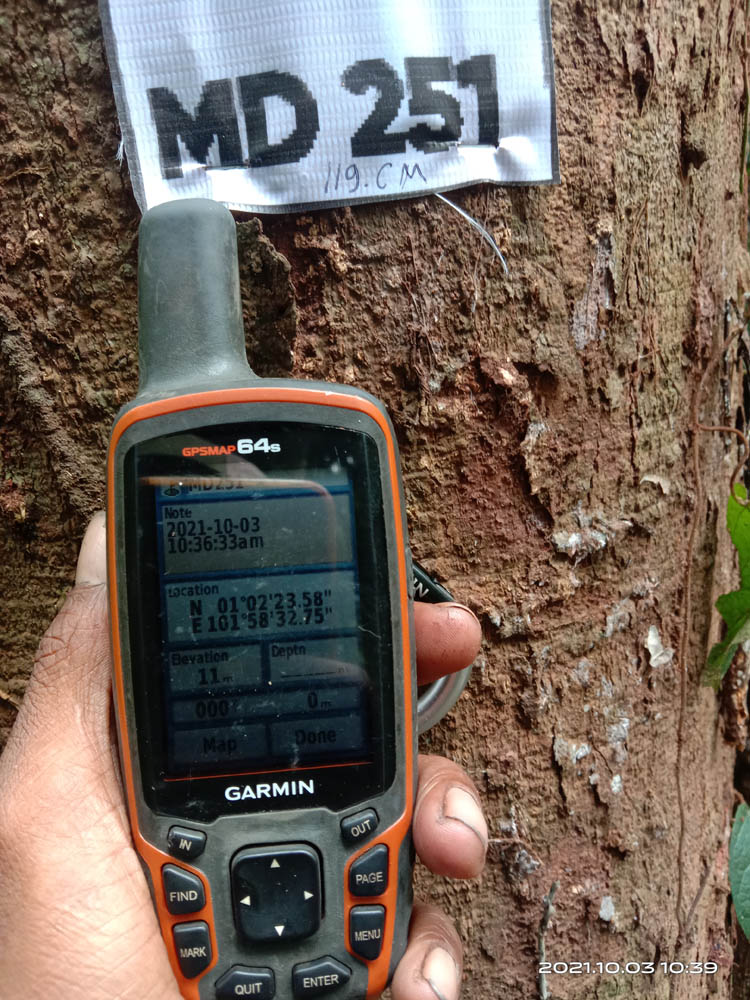 MD 251
119.CM
GPSMAP 64s
MD251
Note
2021-10-03
10:36:33am
Location
N 01°02'23.58"
E 101°58'32.75"
Elevation
Depth
11 m
000°
0 m
Map
Done
GARMIN
IN
OUT
FIND
PAGE
MARK
MENU
QUIT
ENTER
2021.10.03 10:39